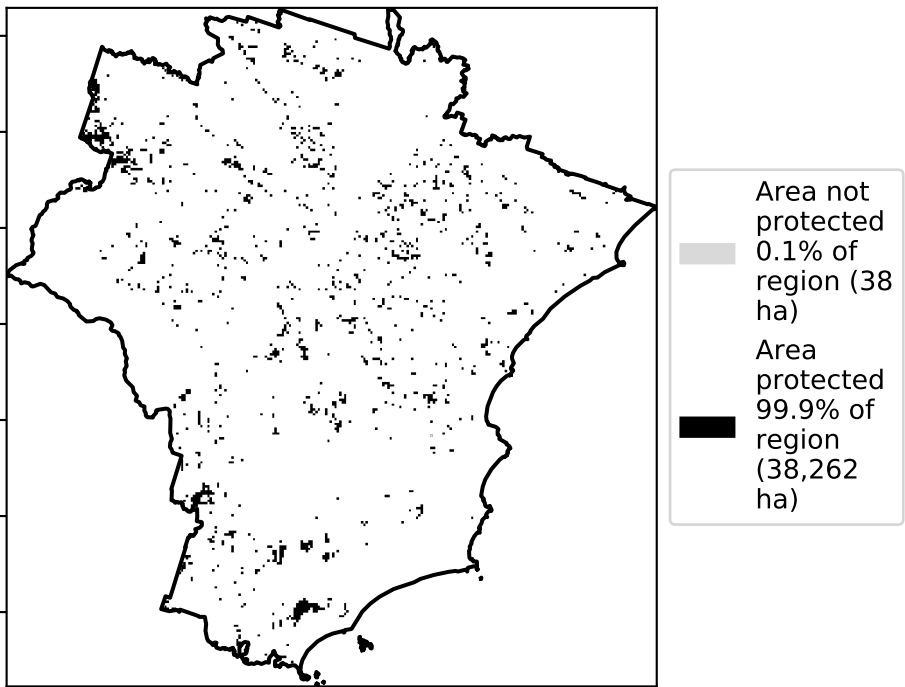 Area not
protected
0.1% of
region (38
ha)
Area
protected
99.9% of
region
(38,262
ha)